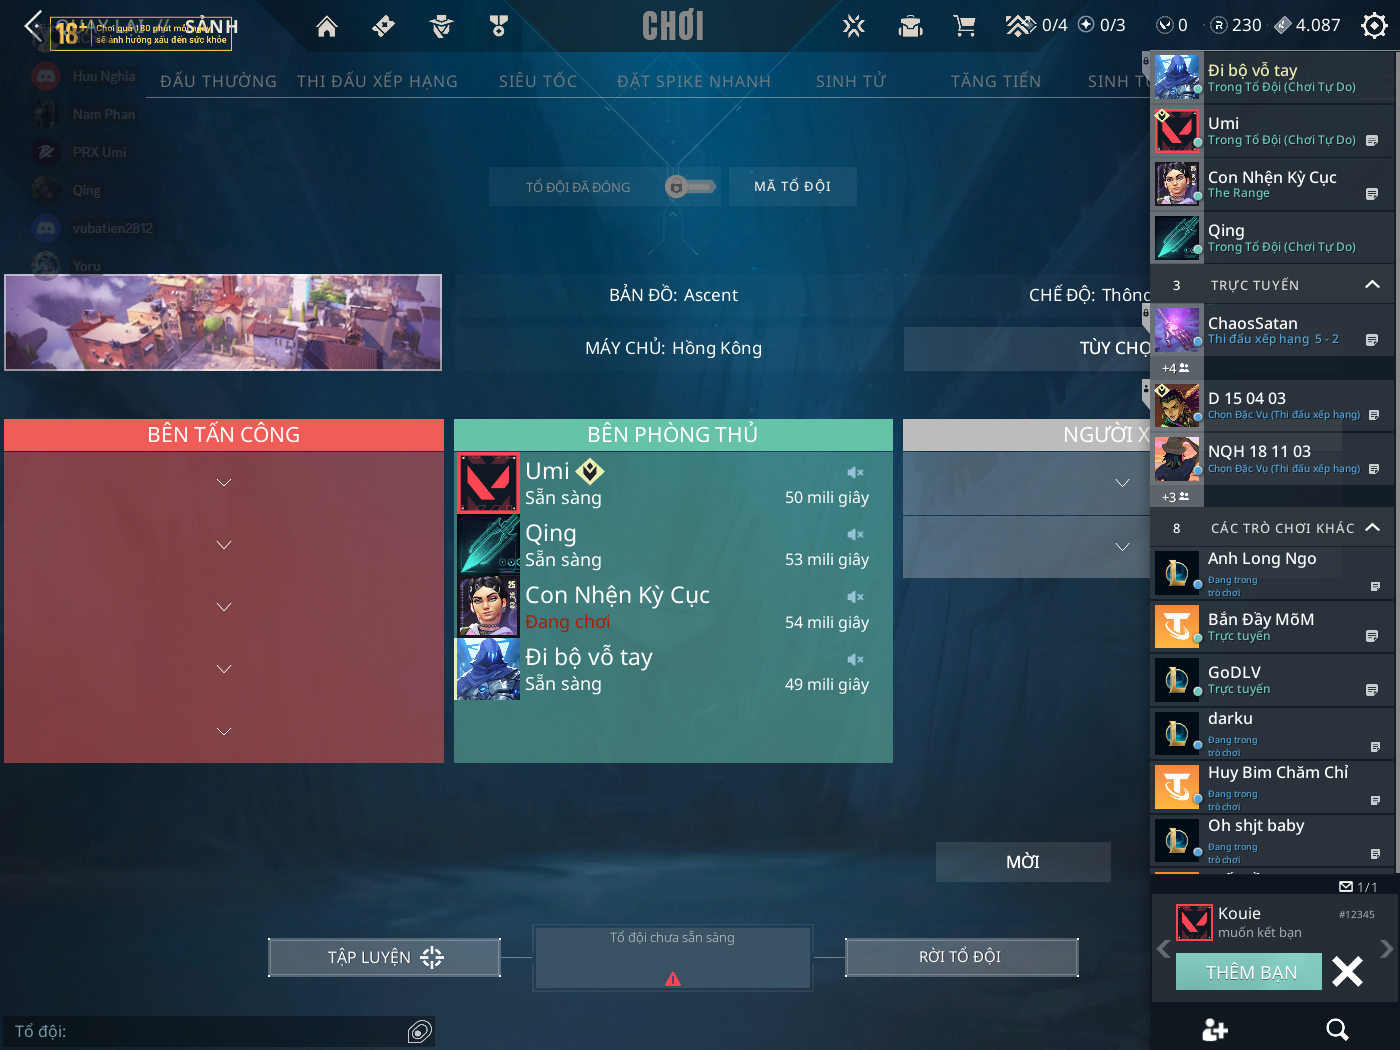 QUAY LẠI // SẢNH
18+
Chơi quá 180 phút một ngày
sẽ ảnh hưởng xấu đến sức khỏe
CHƠI
0/4
0/3
0
230
4.087
ĐẤU THƯỜNG
THI ĐẤU XẾP HẠNG
SIÊU TỐC
ĐẶT SPIKE NHANH
SINH TỬ
TĂNG TIẾN
SINH T
Huu Nghia
Nam Phan
PRX Umi
Qing
vubatien2812
Yoru
TỔ ĐỘI ĐÃ ĐÓNG
MÃ TỔ ĐỘI
BẢN ĐỒ: Ascent
CHẾ ĐỘ: Thông
MÁY CHỦ: Hồng Kông
TÙY CHỌ
BÊN TẤN CÔNG
BÊN PHÒNG THỦ
NGƯỜI X
Umi
Sẵn sàng
50 mili giây
Qing
Sẵn sàng
53 mili giây
Con Nhện Kỳ Cục
Đang chơi
54 mili giây
Đi bộ vỗ tay
Sẵn sàng
49 mili giây
MỜI
TẬP LUYỆN
Tổ đội chưa sẵn sàng
RỜI TỔ ĐỘI
Tổ đội:
Đi bộ vỗ tay
Trong Tổ Đội (Chơi Tự Do)
Umi
Trong Tổ Đội (Chơi Tự Do)
Con Nhện Kỳ Cục
The Range
Qing
Trong Tổ Đội (Chơi Tự Do)
3 TRỰC TUYẾN
ChaosSatan
Thi đấu xếp hạng 5 - 2
+4
D 15 04 03
Chọn Đặc Vụ (Thi đấu xếp hạng)
NQH 18 11 03
Chọn Đặc Vụ (Thi đấu xếp hạng)
+3
8 CÁC TRÒ CHƠI KHÁC
Anh Long Ngo
Đang trong
trò chơi
Bắn Đầy MõM
Trực tuyến
GoDLV
Trực tuyến
darku
Đang trong
trò chơi
Huy Bim Chăm Chỉ
Đang trong
trò chơi
Oh shjt baby
Đang trong
trò chơi
1/1
Kouie
#12345
muốn kết bạn
THÊM BẠN